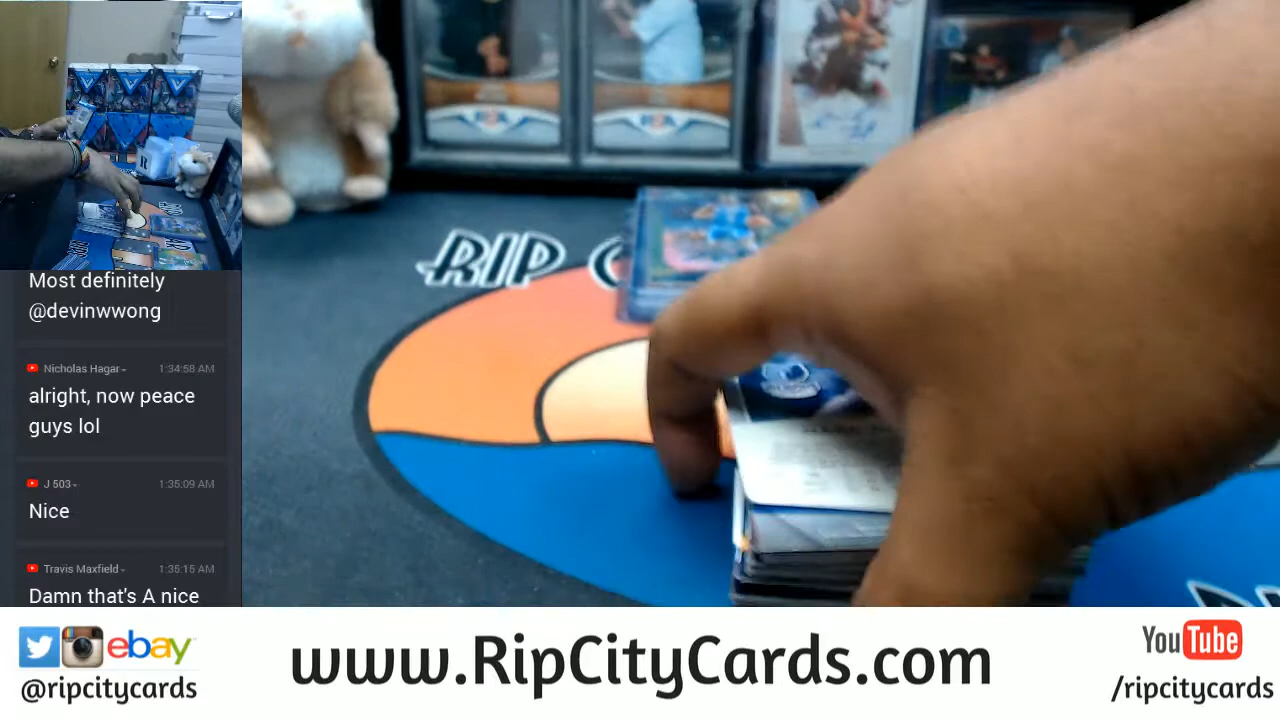 Most definitely
@devinwwong
Nicholas Hagar
1:34:58 AM
alright, now peace
guys lol
J 503
1:35:09 AM
Nice
Travis Maxfield
1:35:15 AM
Damn that's A nice
RIP C
ebay
@ripcitycards
www.RipCityCards.com
YouTube
/ripcitycards